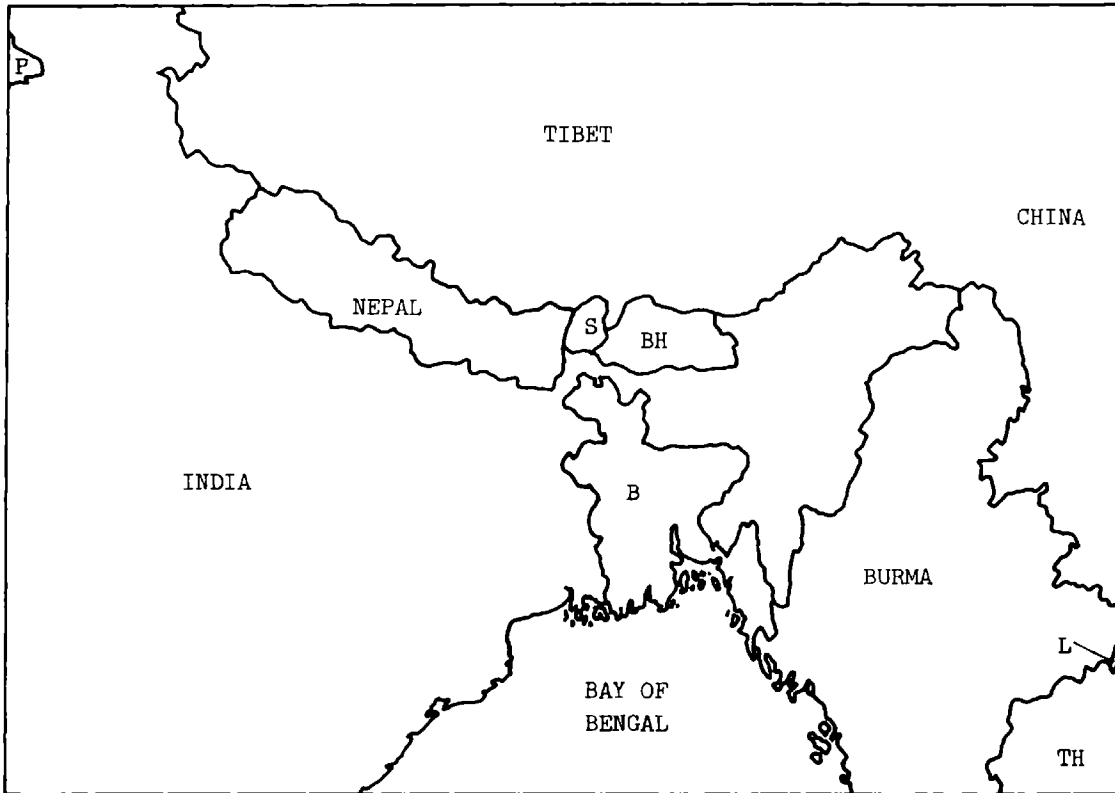 P
TIBET
CHINA
NEPAL
S
BH
INDIA
B
BURMA
L
BAY OF
BENGAL
TH